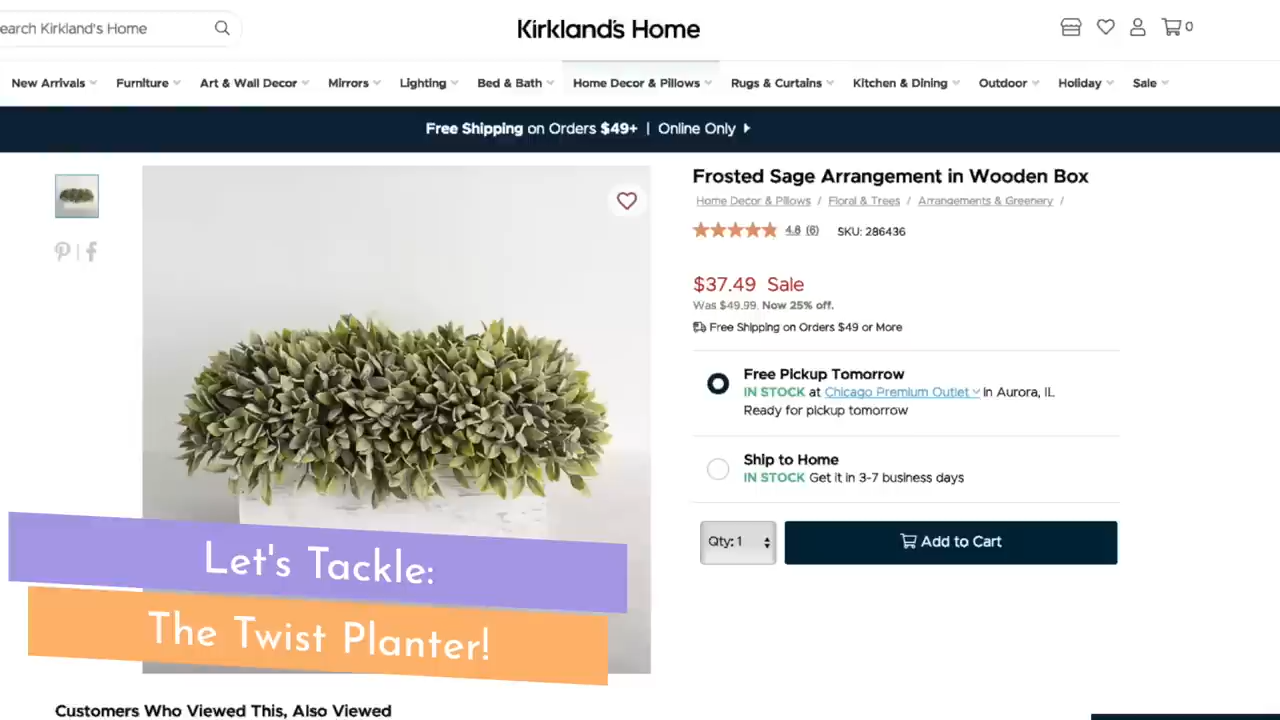 earch Kirkland's Home
Kirkland's Home
0
New Arrivals
Furniture
Art & Wall Decor
Mirrors
Lighting
Bed & Bath
Home Decor & Pillows
Rugs & Curtains
Kitchen & Dining
Outdoor
Holiday
Sale
Free Shipping on Orders $49+ | Online Only
Frosted Sage Arrangement in Wooden Box
Home Decor & Pillows / Floral & Trees / Arrangements & Greenery /
4.8 (6) SKU: 286436
$37.49 Sale
Was $49.99. Now 25% off.
Free Shipping on Orders $49 or More
Free Pickup Tomorrow
IN STOCK at Chicago Premium Outlet in Aurora, IL
Ready for pickup tomorrow
Ship to Home
IN STOCK Get it in 3-7 business days
Qty: 1
Add to Cart
Let's Tackle:
The Twist Planter!
Customers Who Viewed This, Also Viewed